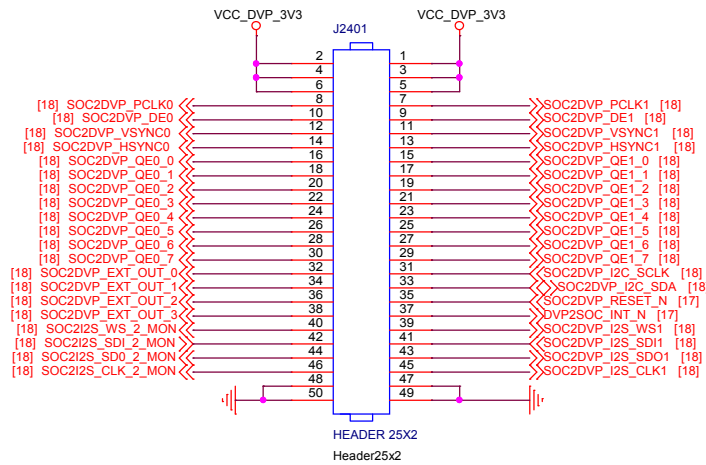 VCC_DVP_3V3 VCC_DVP_3V3
J2401
2 1
4 3
6 5
[18] SOC2DVP_PCLK0 8 7 SOC2DVP_PCLK1 [18]
[18] SOC2DVP_DE0 10 9 SOC2DVP_DE1 [18]
[18] SOC2DVP_VSYNC0 12 11 SOC2DVP_VSYNC1 [18]
[18] SOC2DVP_HSYNC0 14 13 SOC2DVP_HSYNC1 [18]
[18] SOC2DVP_QE0_0 16 15 SOC2DVP_QE1_0 [18]
[18] SOC2DVP_QE0_1 18 17 SOC2DVP_QE1_1 [18]
[18] SOC2DVP_QE0_2 20 19 SOC2DVP_QE1_2 [18]
[18] SOC2DVP_QE0_3 22 21 SOC2DVP_QE1_3 [18]
[18] SOC2DVP_QE0_4 24 23 SOC2DVP_QE1_4 [18]
[18] SOC2DVP_QE0_5 26 25 SOC2DVP_QE1_5 [18]
[18] SOC2DVP_QE0_6 28 27 SOC2DVP_QE1_6 [18]
[18] SOC2DVP_QE0_7 30 29 SOC2DVP_QE1_7 [18]
[18] SOC2DVP_EXT_OUT_0 32 31 SOC2DVP_I2C_SCLK [18]
[18] SOC2DVP_EXT_OUT_1 34 33 SOC2DVP_I2C_SDA [18
[18] SOC2DVP_EXT_OUT_2 36 35 SOC2DVP_RESET_N [17]
[18] SOC2DVP_EXT_OUT_3 38 37 DVP2SOC_INT_N [17]
[18] SOC2I2S_WS_2_MON 40 39 SOC2DVP_I2S_WS1 [18]
[18] SOC2I2S_SDI_2_MON 42 41 SOC2DVP_I2S_SDI1 [18]
[18] SOC2I2S_SD0_2_MON 44 43 SOC2DVP_I2S_SDO1 [18]
[18] SOC2I2S_CLK_2_MON 46 45 SOC2DVP_I2S_CLK1 [18]
48 47
50 49
HEADER 25X2
Header25x2